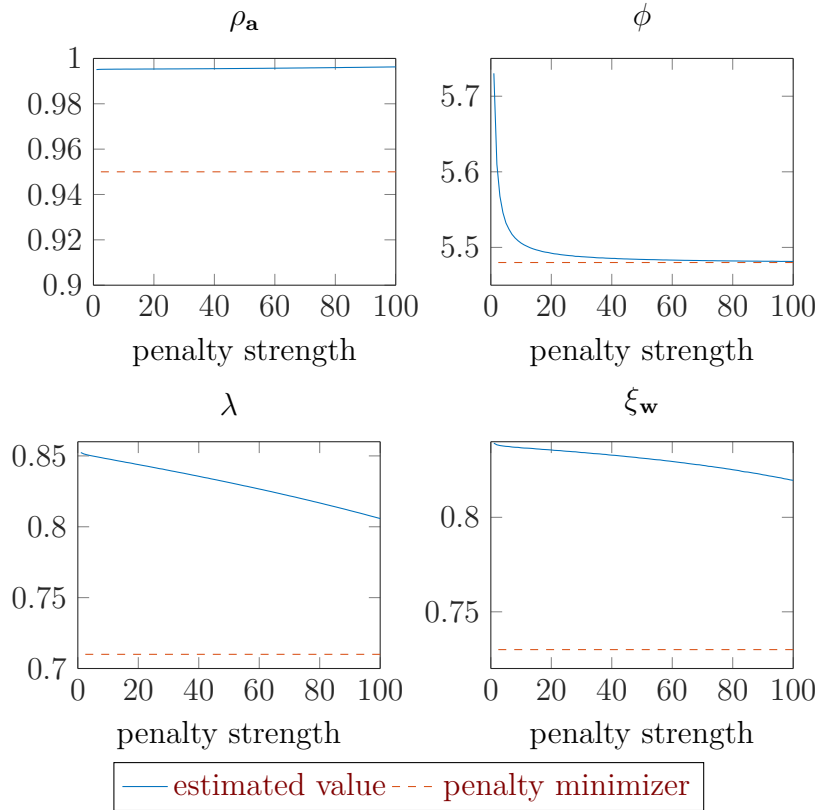 ρₐ
1
0.98
0.96
0.94
0.92
0.9
0 20 40 60 80 100
penalty strength
ϕ
5.7
5.6
5.5
0 20 40 60 80 100
penalty strength
λ
0.85
0.8
0.75
0.7
0 20 40 60 80 100
penalty strength
ξw
0.8
0.75
0 20 40 60 80 100
penalty strength
estimated value penalty minimizer